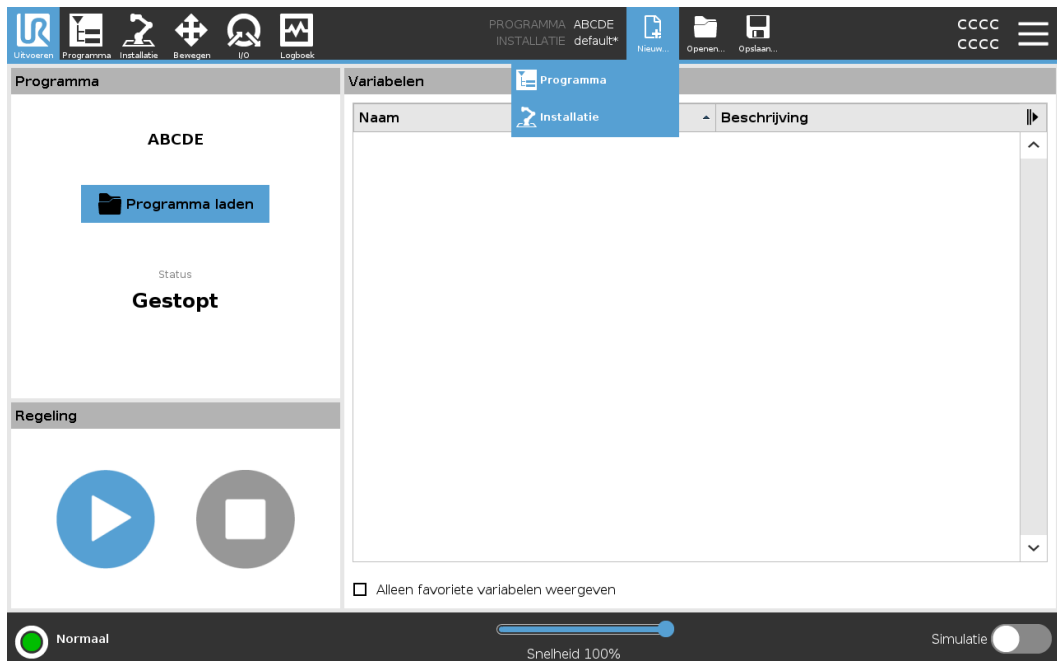 PROGRAMMA ABCDE
INSTALLATIE default*
CCCC
CCCC
Uitvoeren Programma Installatie Bewegen I/O Logboek
Nieuw... Openen... Opslaan...
Programma
Installatie
Programma
ABCDE
Programma laden
Status
Gestopt
Variabelen
Naam Beschrijving
Alleen favoriete variabelen weergeven
Regeling
Normaal
Snelheid 100%
Simulatie